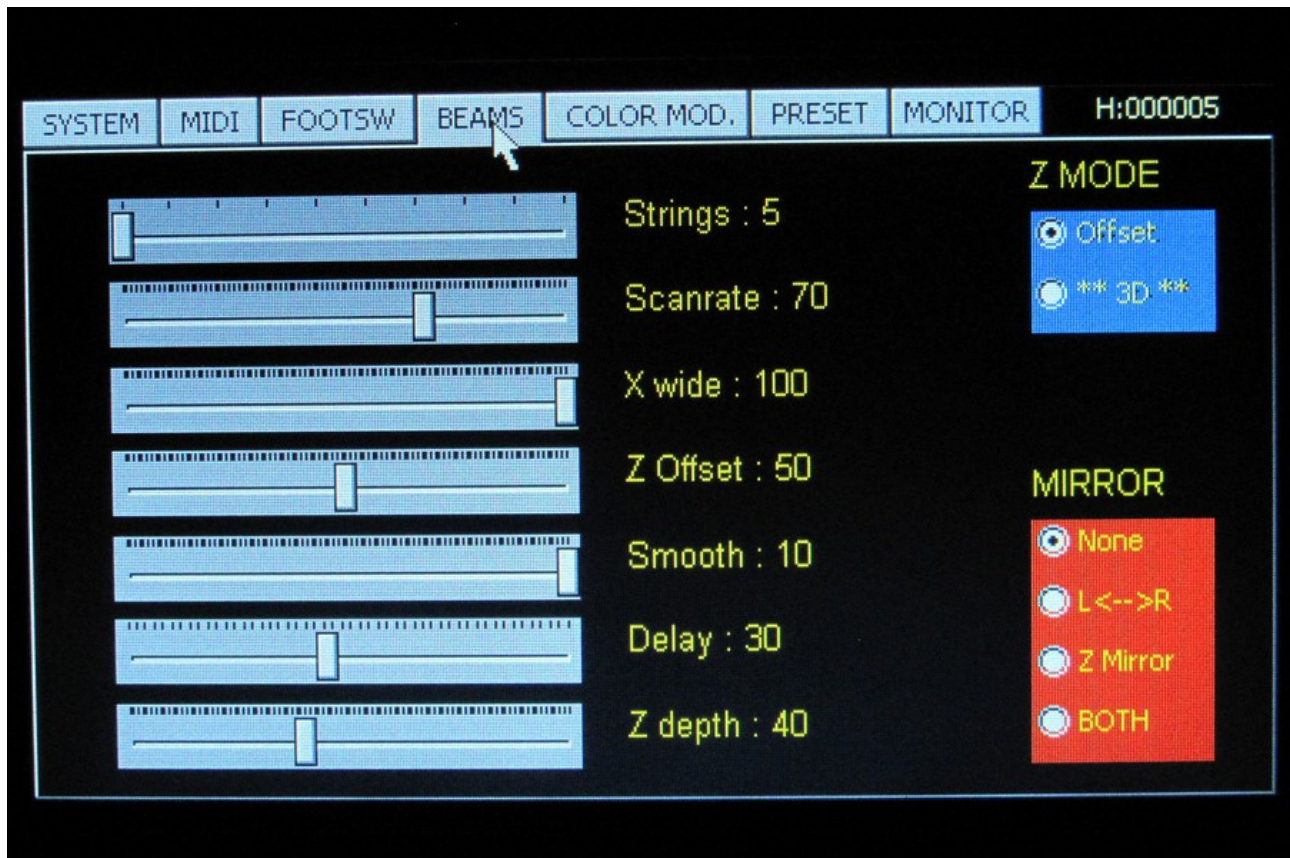 SYSTEM MIDI FOOTSW BEAMS COLOR MOD. PRESET MONITOR H:000005
Z MODE
Strings : 5
Offset
Scanrate : 70
** 3D **
X wide : 100
Z Offset : 50
MIRROR
None
Smooth : 10
L<-->R
Delay : 30
Z Mirror
Z depth : 40
BOTH